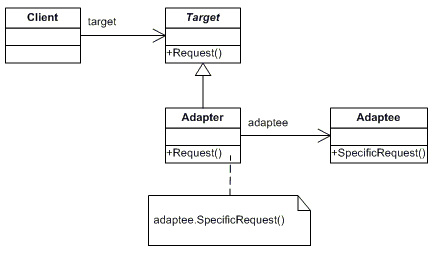 Client
target
Target
+Request()
Adapter
+Request()
adaptee
Adaptee
+SpecificRequest()
adaptee.SpecificRequest()